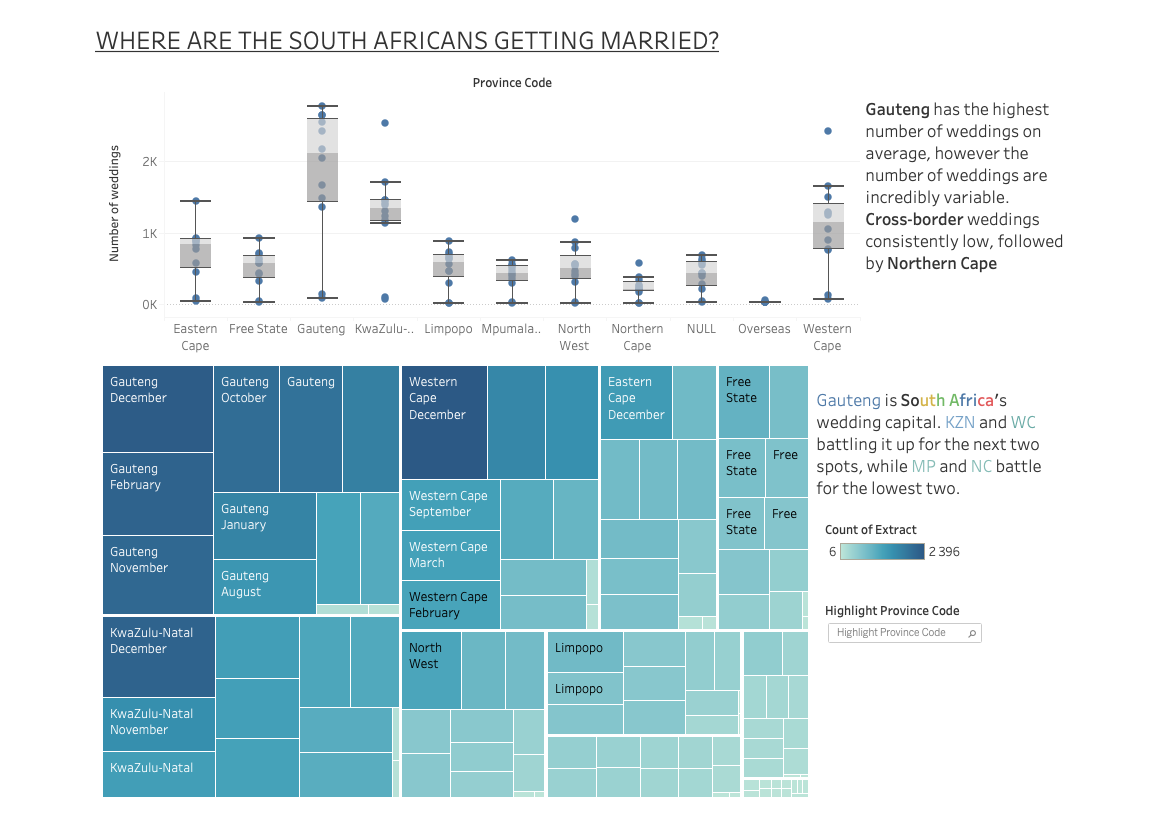 WHERE ARE THE SOUTH AFRICANS GETTING MARRIED?
Province Code
Number of weddings
2K
1K
0K
Eastern
Cape
Free State
Gauteng
KwaZulu-..
Limpopo
Mpumala..
North
West
Northern
Cape
NULL
Overseas
Western
Cape
Gauteng has the highest
number of weddings on
average, however the
number of weddings are
incredibly variable.
Cross-border weddings
consistently low, followed
by Northern Cape
Gauteng
December
Gauteng
February
Gauteng
November
Gauteng
October
Gauteng
Gauteng
January
Gauteng
August
KwaZulu-Natal
December
KwaZulu-Natal
November
KwaZulu-Natal
Western
Cape
December
Western Cape
September
Western Cape
March
Western Cape
February
North
West
Eastern
Cape
December
Limpopo
Limpopo
Free
State
Free
State
Free
Free
State
Free
Gauteng is South Africa's
wedding capital. KZN and WC
battling it up for the next two
spots, while MP and NC battle
for the lowest two.
Count of Extract
6 2 396
Highlight Province Code
Highlight Province Code